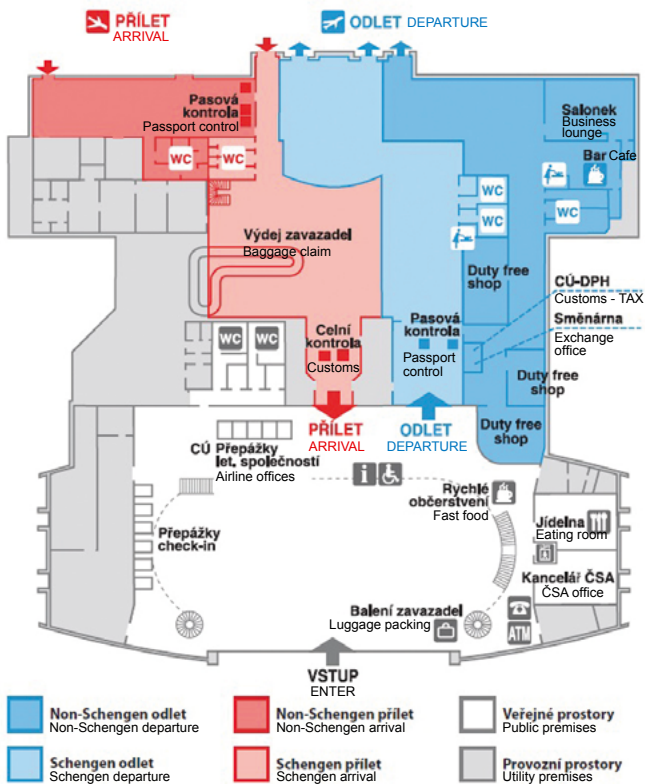 PŘÍLET
ARRIVAL
ODLET DEPARTURE
Pasová
kontrola
Passport control
Salonek
Business
lounge
Bar Cafe
WC
WC
WC
WC
WC
Výdej zavazadel
Baggage claim
Duty free
shop
CÚ-DPH
Customs - TAX
Směnárna
Exchange
office
WC
WC
Celní
kontrola
Customs
Pasová
kontrola
Passport
control
Duty free
shop
Duty free
shop
PŘÍLET
ARRIVAL
ODLET
DEPARTURE
CÚ Přepážky
let. společností
Airline offices
i
Rychlé
občerstvení
Fast food
Přepážky
check-in
Jídelna
Eating room
Kancelář ČSA
ČSA office
Balení zavazadel
Luggage packing
ATM
VSTUP
ENTER
Non-Schengen odlet
Non-Schengen departure
Non-Schengen přílet
Non-Schengen arrival
Veřejné prostory
Public premises
Schengen odlet
Schengen departure
Schengen přílet
Schengen arrival
Provozní prostory
Utility premises